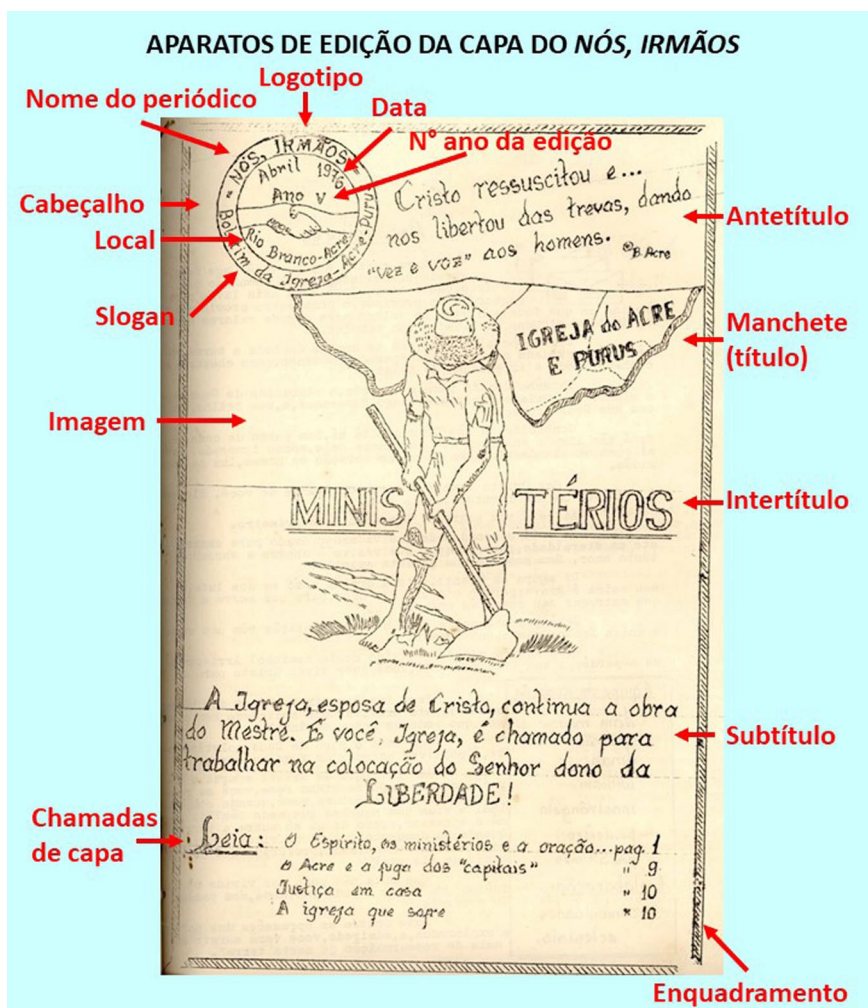 APARATOS DE EDIÇÃO DA CAPA DO NÓS, IRMÃOS
Logotipo
Nome do periódico
Data
N° ano da edição
Cabeçalho
Local
Slogan
Imagem
Chamadas
de capa
NÓS, IRMÃOS
Abril 1976
Ano V
Rio Branco-Acre
Boletim da Igreja-Acre-Purus
Cristo ressuscitou e...
nos libertou das trevas, dando
"vez e voz" aos homens.
B. Acre
IGREJA do ACRE
E PURUS
MINISTÉRIOS
A Igreja, esposa de Cristo, continua a obra
do Mestre. E você, Igreja, é chamado para
trabalhar na colocação do Senhor dono da
LIBERDADE!
Leia: O Espírito, os ministérios e a oração...pag. 1
O Acre e a fuga dos "capitais" " 9
Justiça em casa " 10
A igreja que sofre " 10
Antetítulo
Manchete
(título)
Intertítulo
Subtítulo
Enquadramento